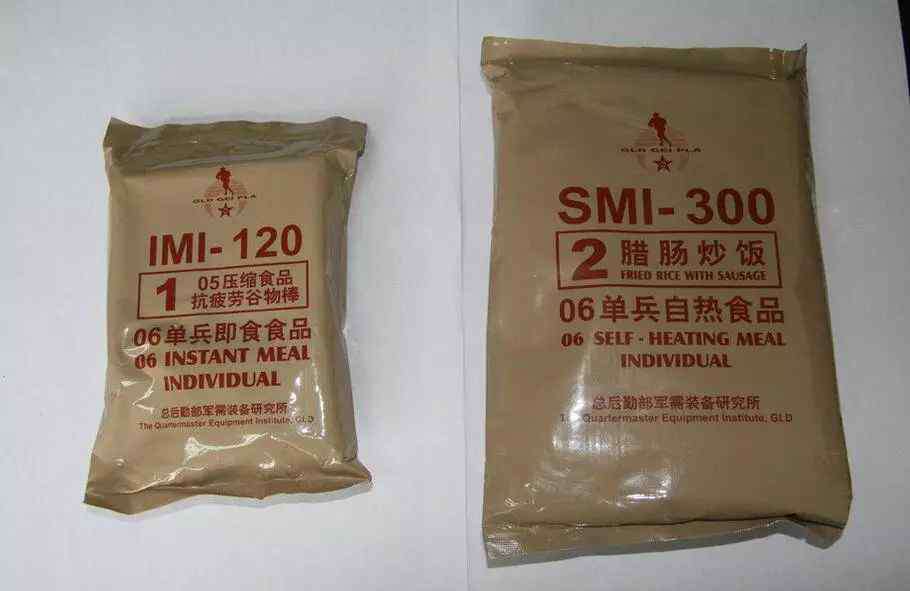 GLD QEI PLA
IMI-120
1
05压缩食品
抗疲劳谷物棒
06单兵即食食品
06 INSTANT MEAL
INDIVIDUAL
总后勤部军需装备研究所
The Quartermaster Equipment Institute, GLD
GLD QEI PLA
SMI-300
2 腊肠炒饭
FRIED RICE WITH SAUSAGE
06单兵自热食品
06 SELF-HEATING MEAL
INDIVIDUAL
总后勤部军需装备研究所
The Quartermaster Equipment Institute, GLD